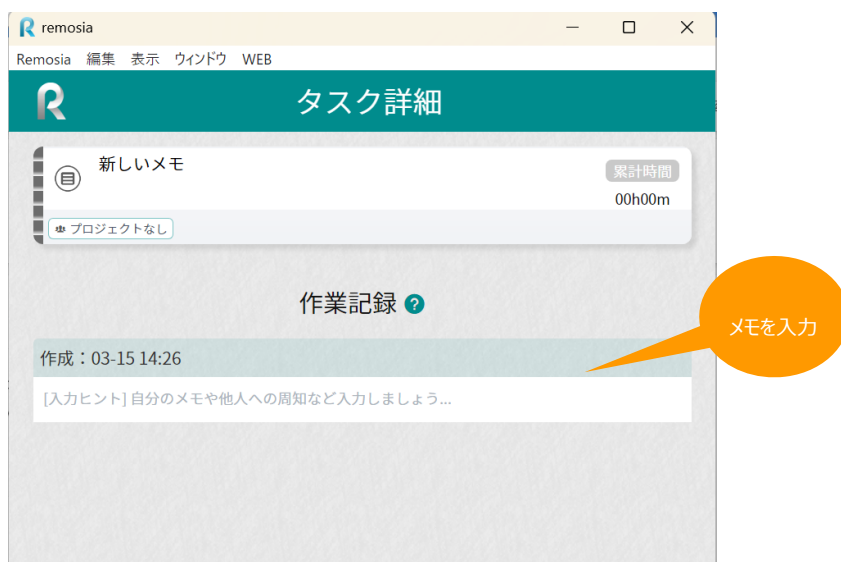 remosia
Remosia 編集 表示 ウィンドウ WEB
タスク詳細
新しいメモ
累計時間
00h00m
プロジェクトなし
作業記録 ?
メモを入力
作成：03-15 14:26
[入力ヒント] 自分のメモや他人への周知など入力しましょう...